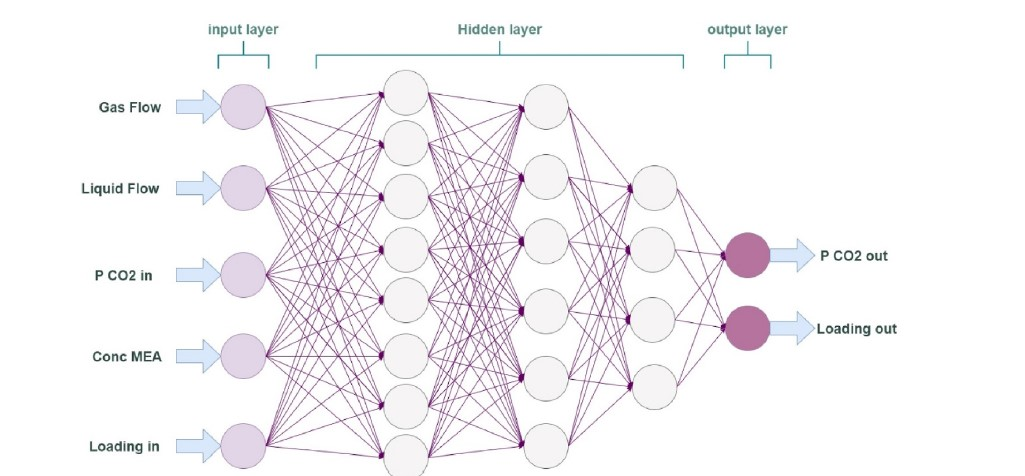 input layer
Hidden layer
output layer
Gas Flow
Liquid Flow
P CO2 in
Conc MEA
Loading in
P CO2 out
Loading out